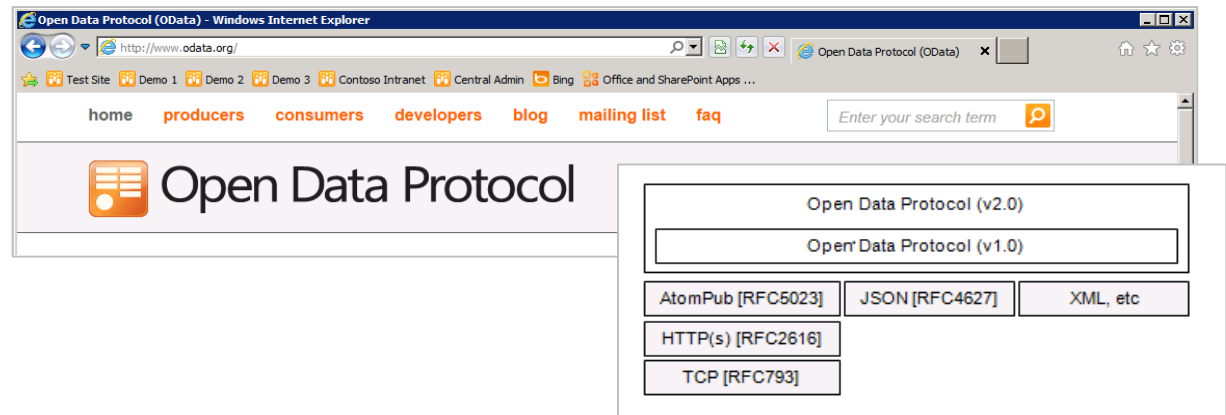 Open Data Protocol (OData) - Windows Internet Explorer
http://www.odata.org/
Open Data Protocol (OData)
Test Site Demo 1 Demo 2 Demo 3 Contoso Intranet Central Admin Bing Office and SharePoint Apps ...
home producers consumers developers blog mailing list faq Enter your search term
Open Data Protocol
Open Data Protocol (v2.0)
Open Data Protocol (v1.0)
AtomPub [RFC5023] JSON [RFC4627] XML, etc
HTTP(s) [RFC2616]
TCP [RFC793]